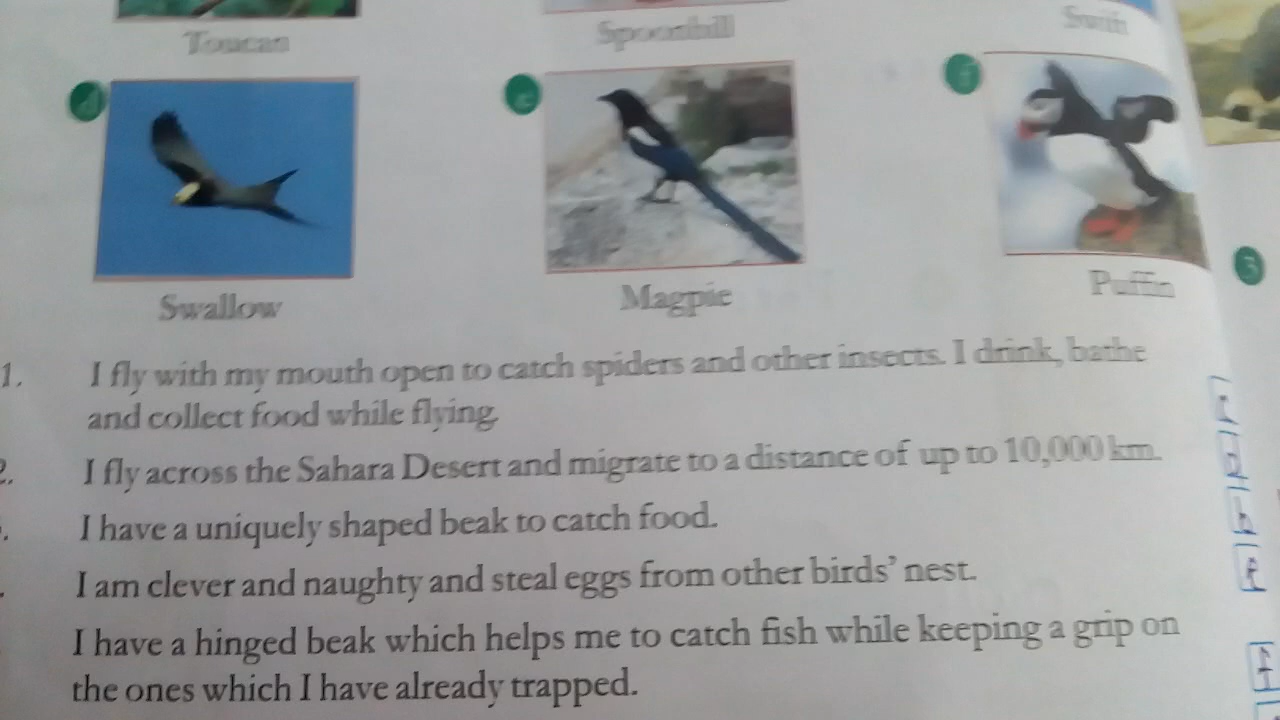 Toucan
Spoonbill
Swift
d
e
f
Swallow
Magpie
Puffin
3
1. I fly with my mouth open to catch spiders and other insects. I drink, bathe
and collect food while flying.
2. I fly across the Sahara Desert and migrate to a distance of up to 10,000 km.
I have a uniquely shaped beak to catch food.
I am clever and naughty and steal eggs from other birds' nest.
I have a hinged beak which helps me to catch fish while keeping a grip on
the ones which I have already trapped.